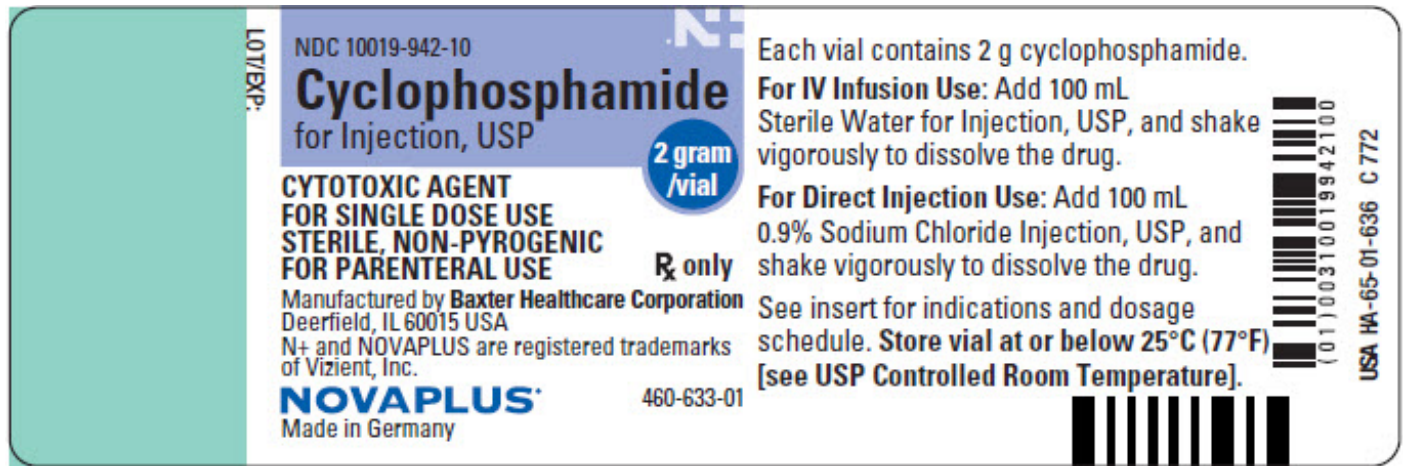 LOT/EXP:
NDC 10019-942-10
N+
Cyclophosphamide
for Injection, USP
2 gram
/vial
CYTOTOXIC AGENT
FOR SINGLE DOSE USE
STERILE, NON-PYROGENIC
FOR PARENTERAL USE
℞ only
Manufactured by Baxter Healthcare Corporation
Deerfield, IL 60015 USA
N+ and NOVAPLUS are registered trademarks
of Vizient, Inc.
NOVAPLUS
460-633-01
Made in Germany
Each vial contains 2 g cyclophosphamide.
For IV Infusion Use: Add 100 mL
Sterile Water for Injection, USP, and shake
vigorously to dissolve the drug.
For Direct Injection Use: Add 100 mL
0.9% Sodium Chloride Injection, USP, and
shake vigorously to dissolve the drug.
See insert for indications and dosage
schedule. Store vial at or below 25°C (77°F)
[see USP Controlled Room Temperature].
(01)00310019942100
USA HA-65-01-636 C 772